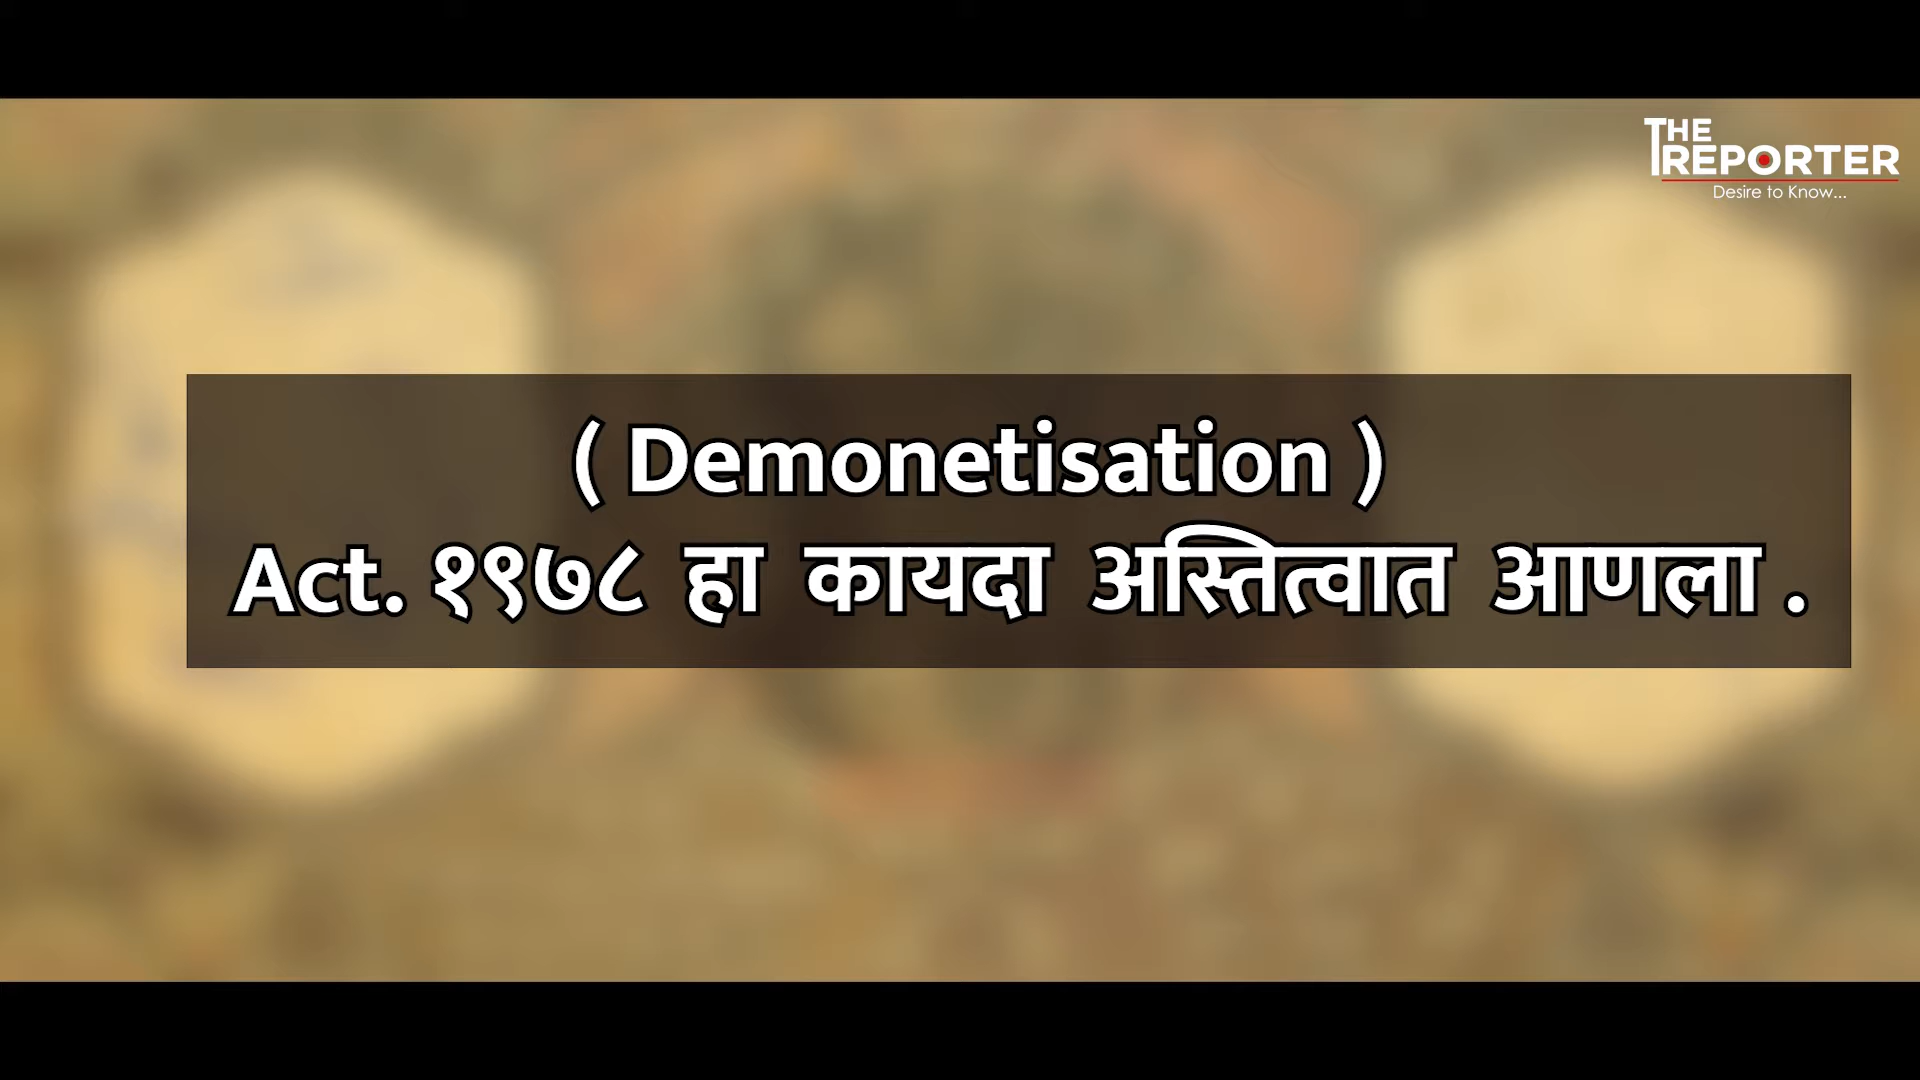 THE
REPORTER
Desire to Know...
( Demonetisation )
Act. १९७८ हा कायदा अस्तित्वात आणला .